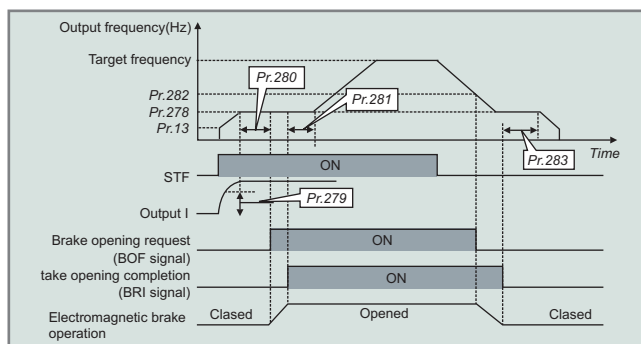 Output frequency(Hz)
Target frequency
Pr.280
Pr.282
Pr.281
Pr.278
Pr.13
Time
Pr.283
ON
STF
Pr.279
Output I
Brake opening request
(BOF signal)
ON
take opening completion
(BRI signal)
ON
Electromagnetic brake
operation
Clased
Opened
Clased